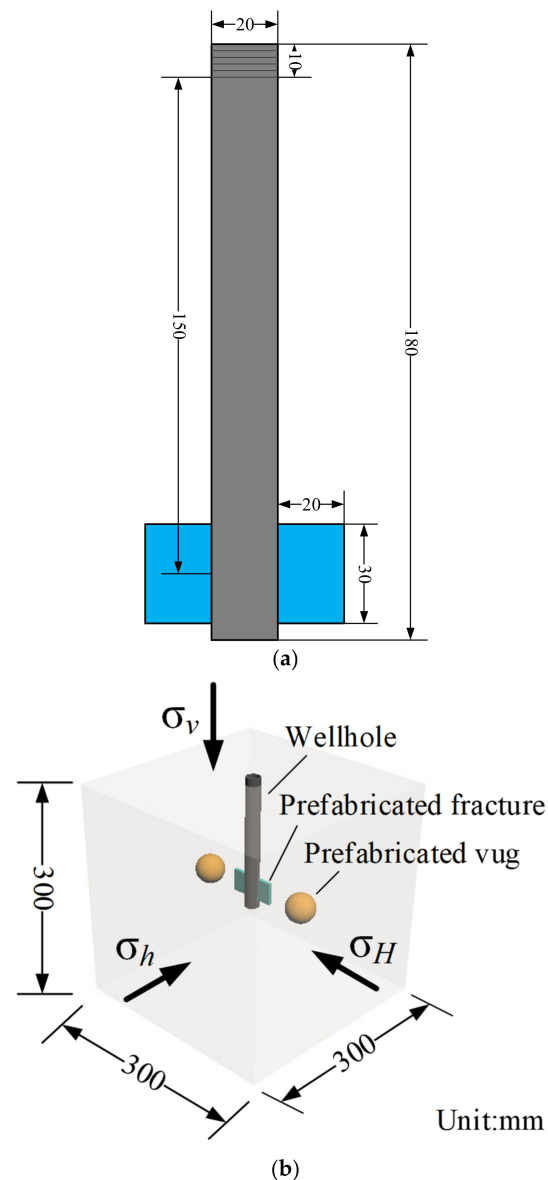 20
10
150
180
20
30
(a)
σv
Wellhole
Prefabricated fracture
Prefabricated vug
300
σh
σH
300
300
Unit:mm
(b)